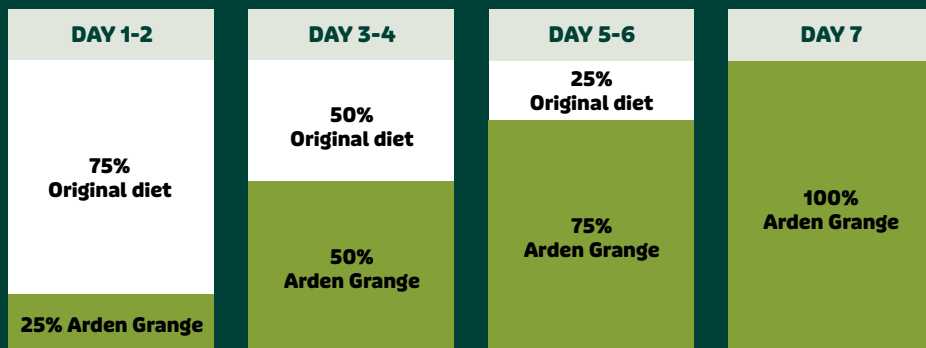 DAY 1-2
75%
Original diet
25% Arden Grange
DAY 3-4
50%
Original diet
50%
Arden Grange
DAY 5-6
25%
Original diet
75%
Arden Grange
DAY 7
100%
Arden Grange